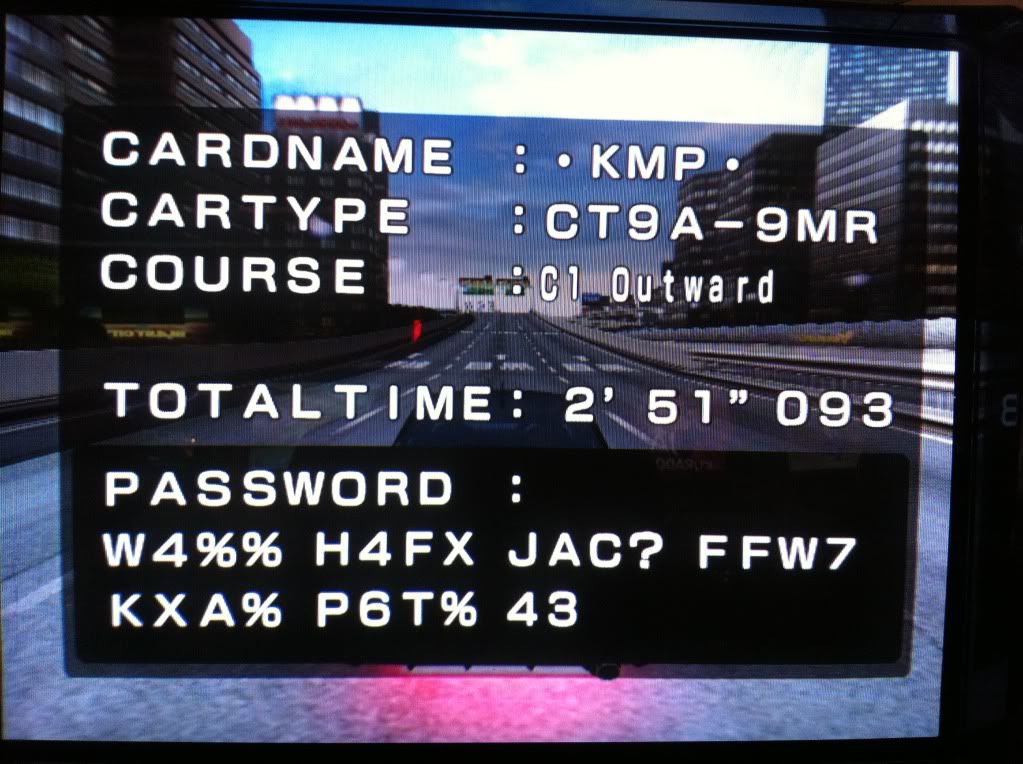 CARDNAME : •KMP•
CARTYPE : CT9A-9MR
COURSE : C1 Outward
TOTALTIME: 2’ 51” 093
PASSWORD :
W4%% H4FX JAC? FFW7
KXA% P6T% 43